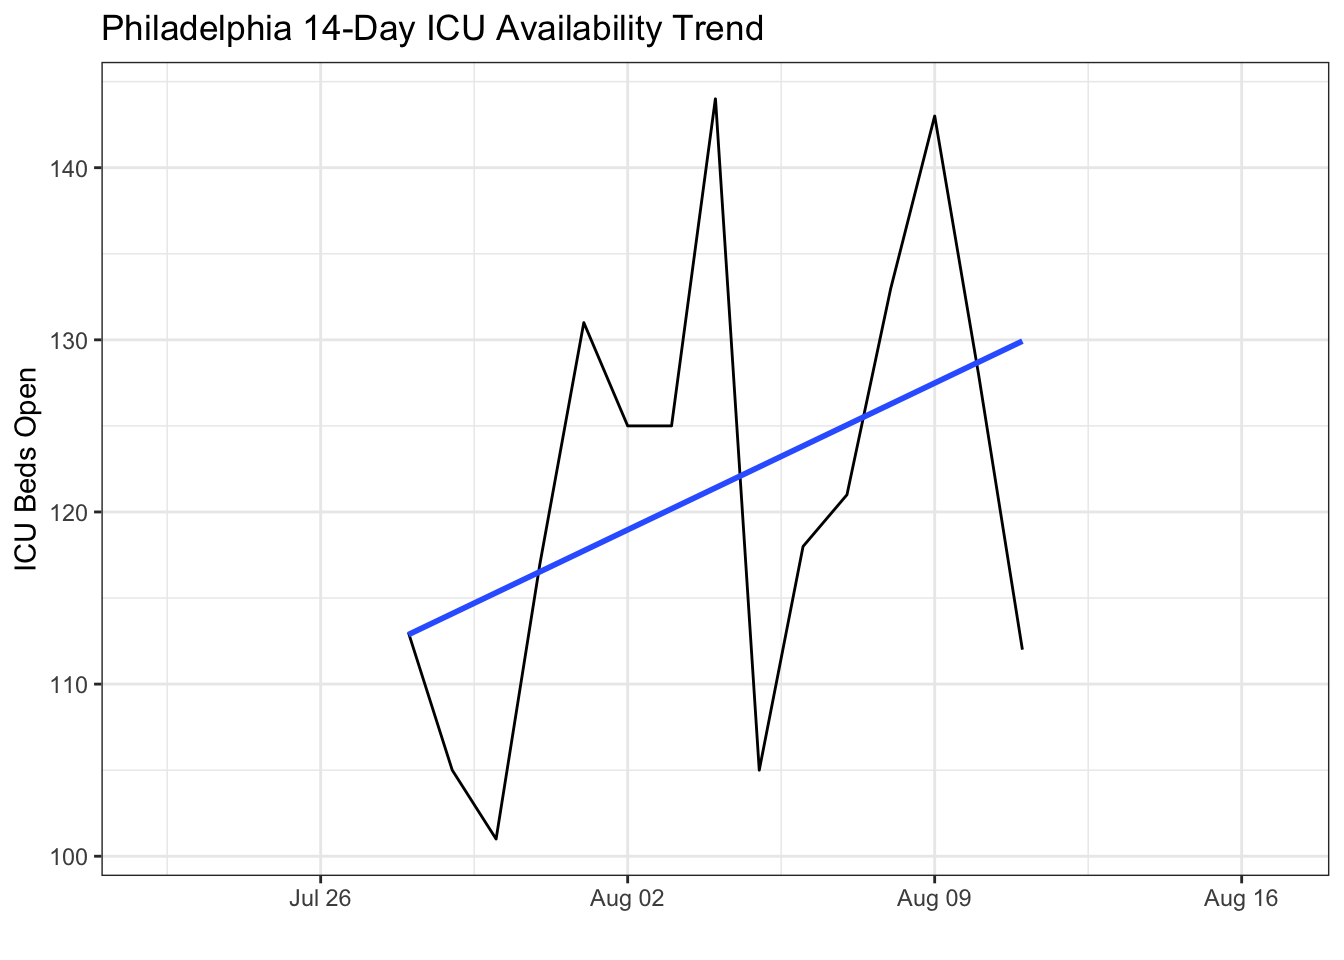 Philadelphia 14-Day ICU Availability Trend
ICU Beds Open
140
130
120
110
100
Jul 26
Aug 02
Aug 09
Aug 16